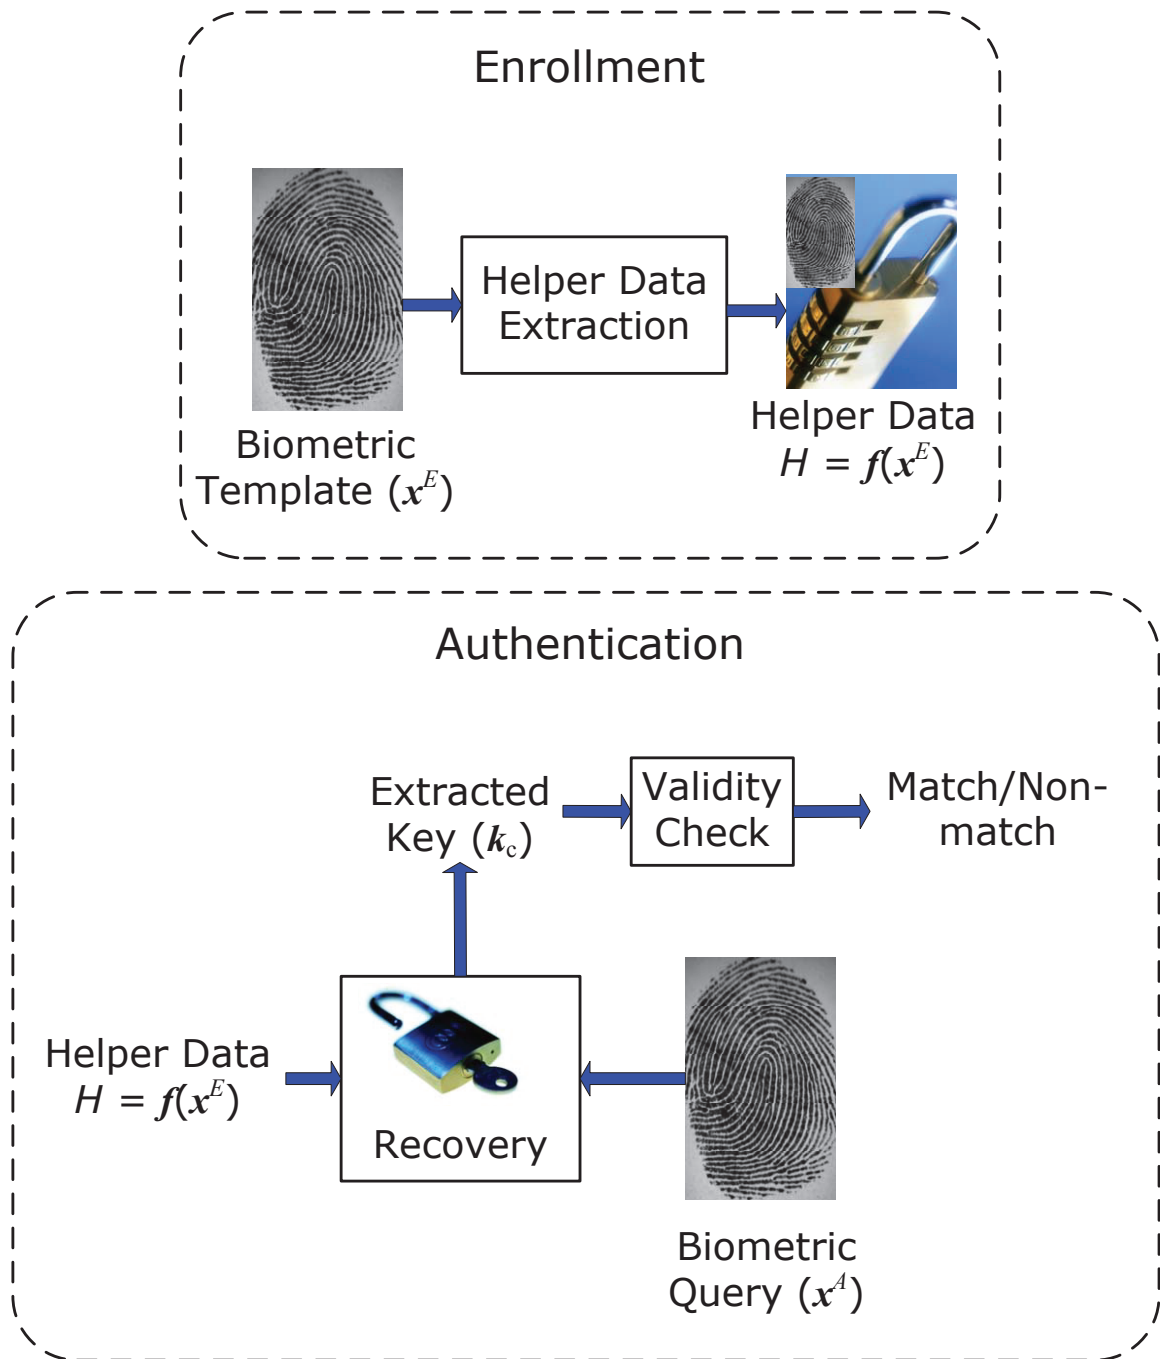 Enrollment
Helper Data
Extraction
Biometric
Template (x^E)
Helper Data
H = f(x^E)
Authentication
Extracted
Key (k_c)
Validity
Check
Match/Non-
match
Helper Data
H = f(x^E)
Recovery
Biometric
Query (x^A)